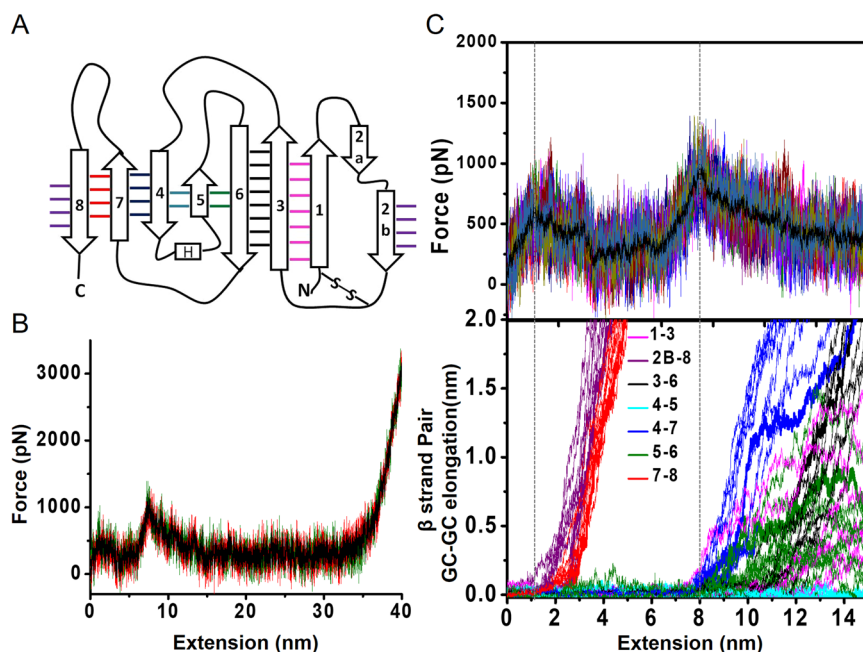 A
8
7
4
5
6
3
1
2
a
2
b
H
C
N
S
S
B
Force (pN)
3000
2000
1000
0
0
10
20
30
40
Extension (nm)
C
Force (pN)
2000
1500
1000
500
0
β strand Pair
GC-GC elongation(nm)
2.0
1.5
1.0
0.5
0.0
1-3
2B-8
3-6
4-5
4-7
5-6
7-8
0
2
4
6
8
10
12
14
Extension (nm)